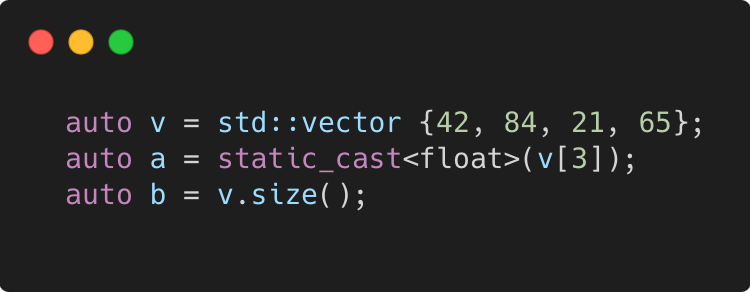 auto v = std::vector {42, 84, 21, 65};
auto a = static_cast<float>(v[3]);
auto b = v.size();